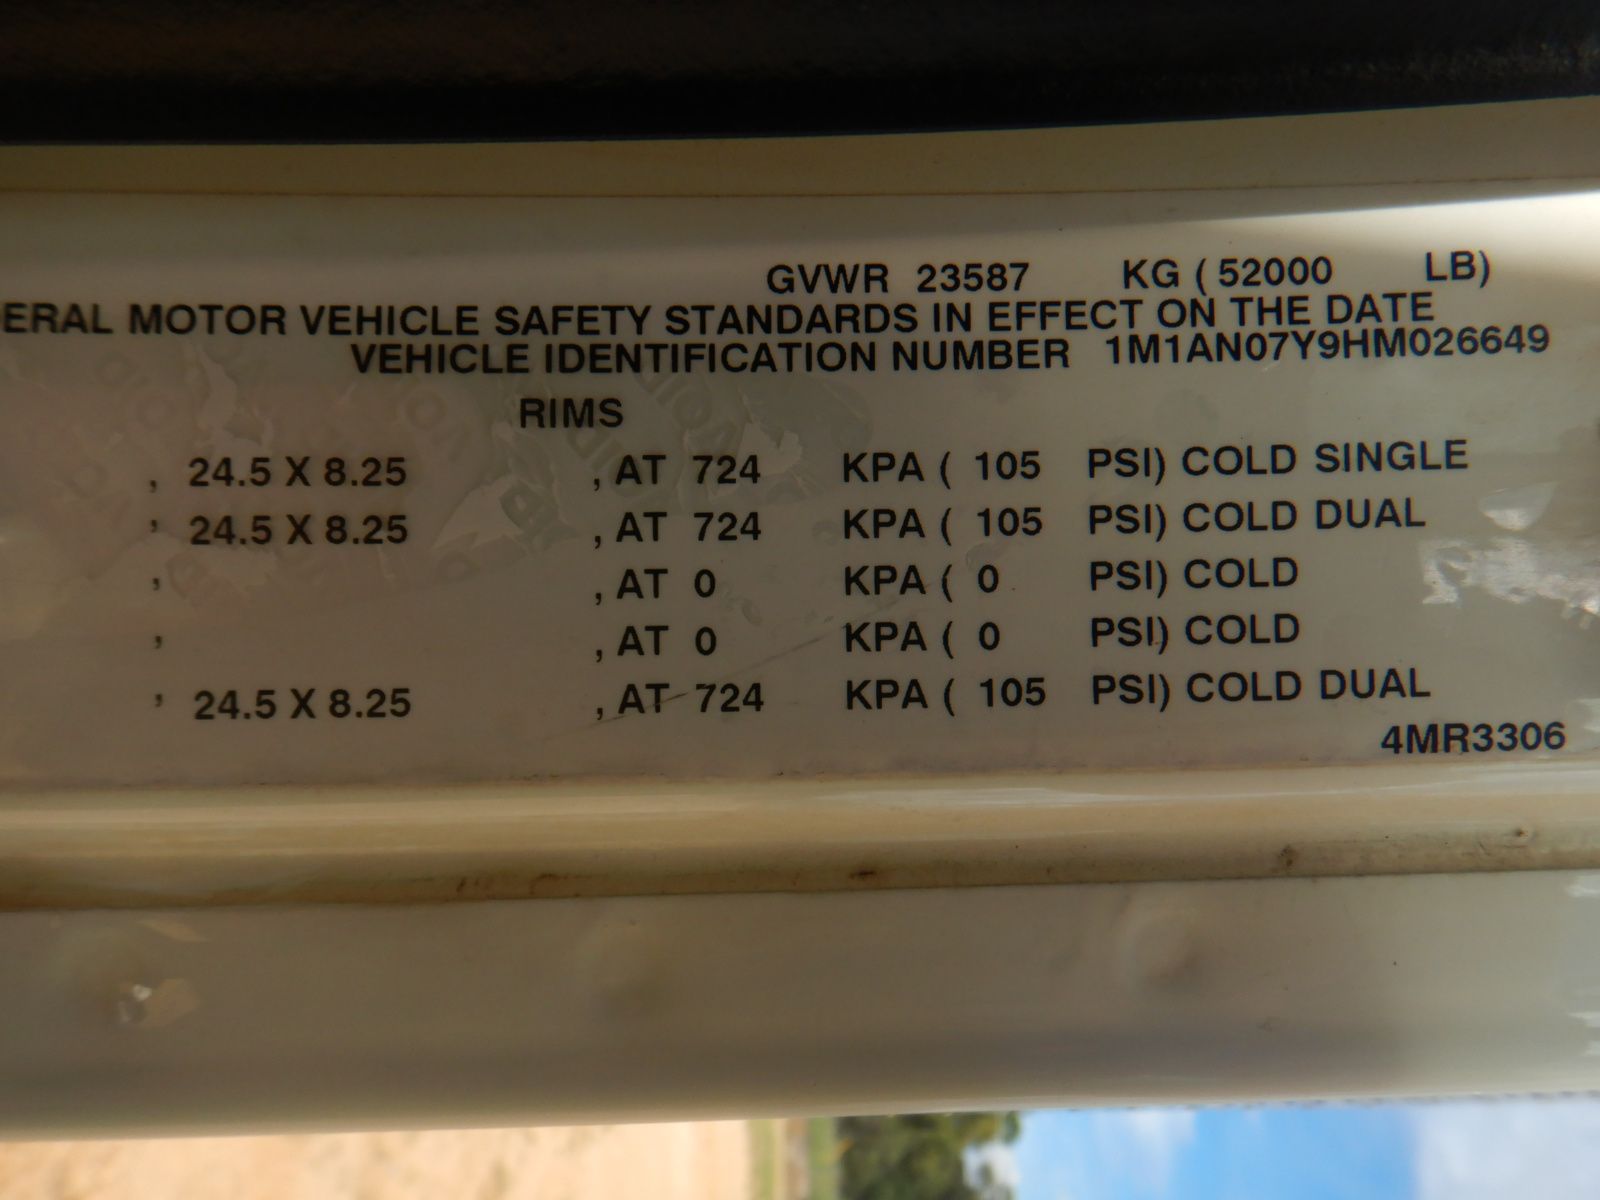 GVWR 23587 KG ( 52000 LB)
ERAL MOTOR VEHICLE SAFETY STANDARDS IN EFFECT ON THE DATE
VEHICLE IDENTIFICATION NUMBER 1M1AN07Y9HM026649
RIMS
, 24.5 X 8.25 , AT 724 KPA ( 105 PSI) COLD SINGLE
, 24.5 X 8.25 , AT 724 KPA ( 105 PSI) COLD DUAL
, , AT 0 KPA ( 0 PSI) COLD
, , AT 0 KPA ( 0 PSI) COLD
, 24.5 X 8.25 , AT 724 KPA ( 105 PSI) COLD DUAL
4MR3306